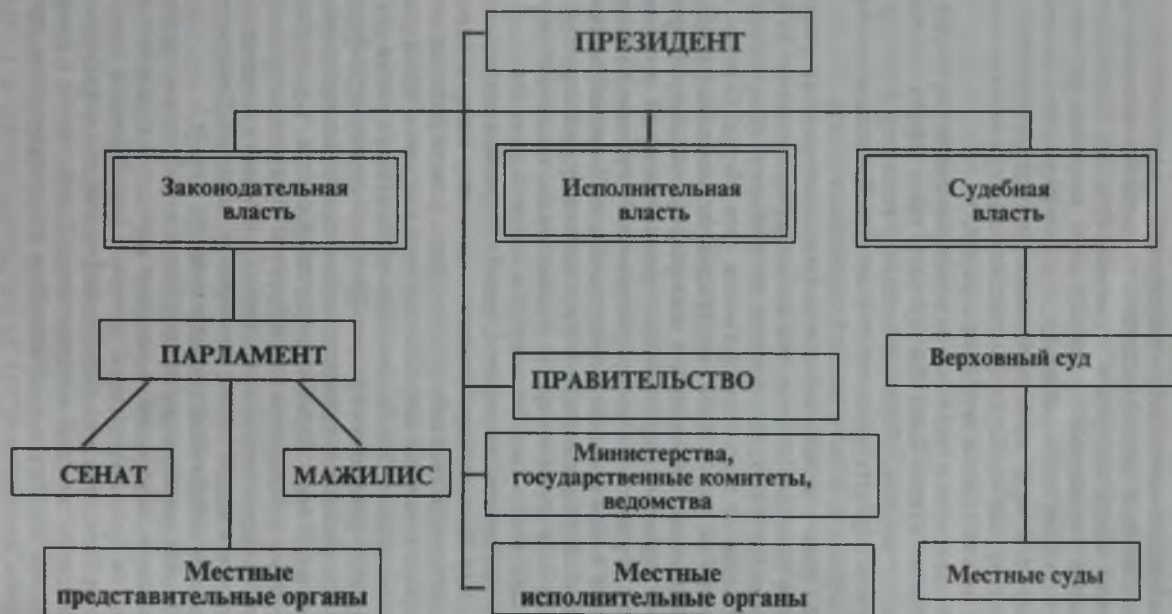 ПРЕЗИДЕНТ
Законодательная
власть
Исполнительная
власть
Судебная
власть
ПАРЛАМЕНТ
Верховный суд
ПРАВИТЕЛЬСТВО
СЕНАТ
МАЖИЛИС
Министерства,
государственные комитеты,
ведомства
Местные
представительные органы
Местные
исполнительные органы
Местные суды